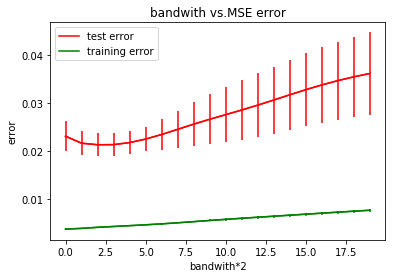 bandwith vs.MSE error
test error
training error
error
0.04
0.03
0.02
0.01
0.0
2.5
5.0
7.5
10.0
12.5
15.0
17.5
bandwith*2